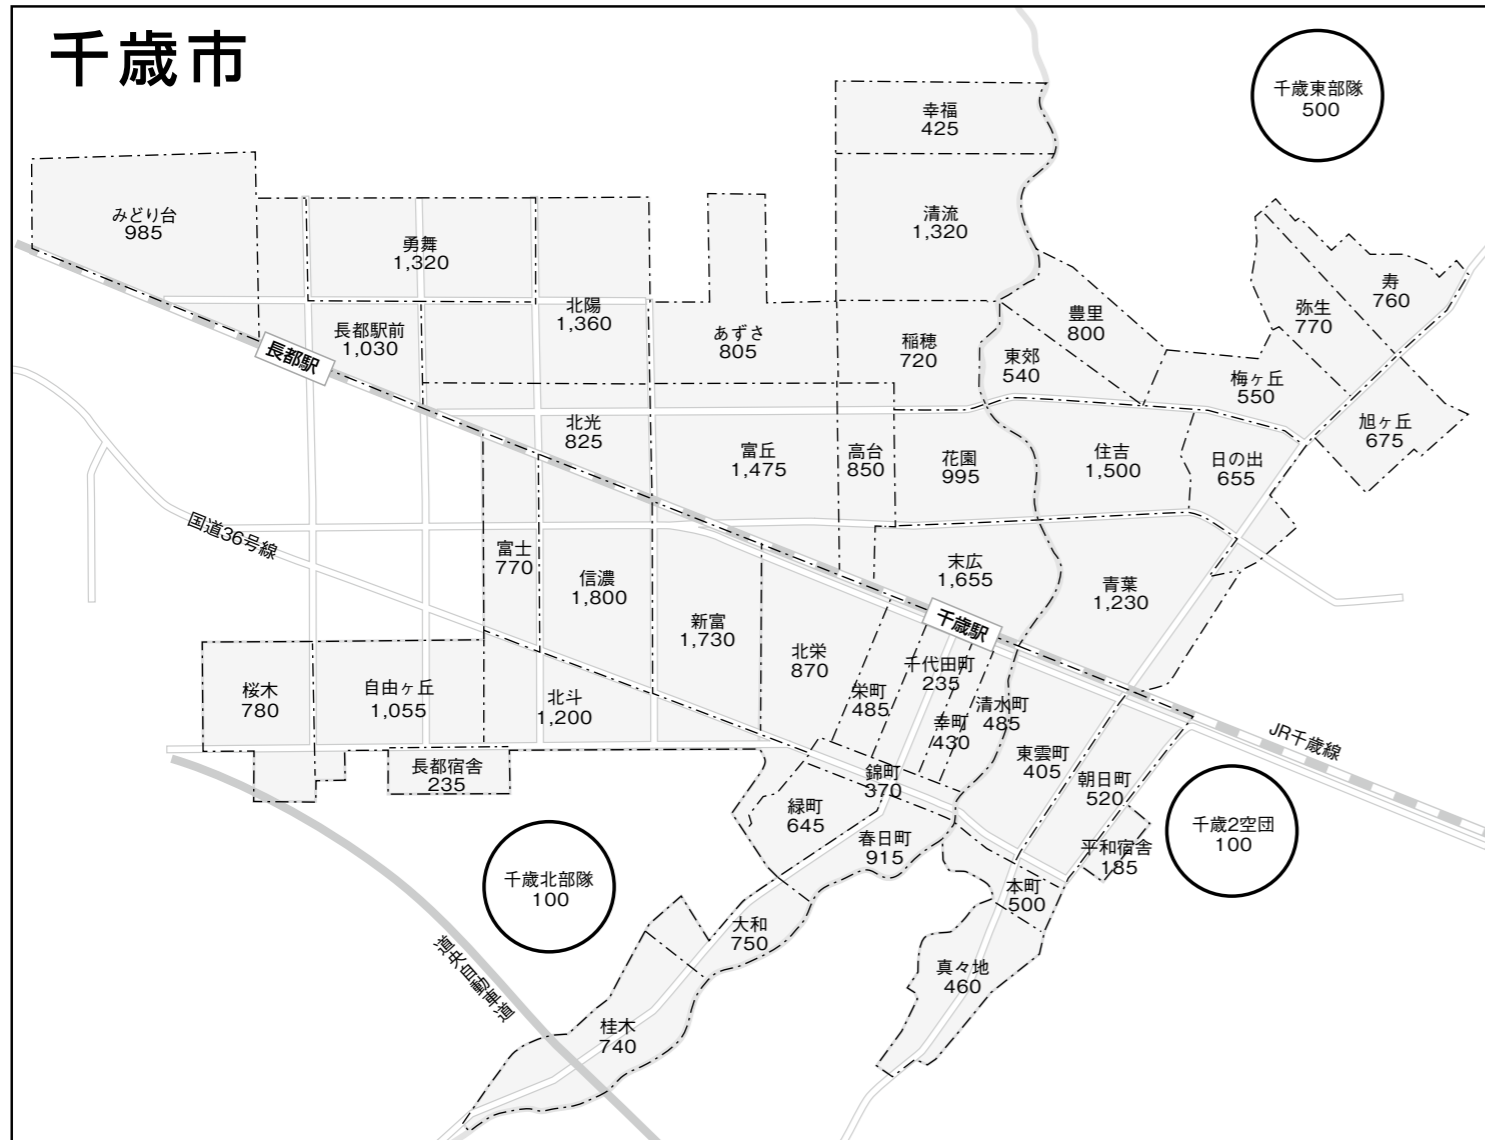 千歳市
千歳東部隊
500
幸福
425
みどり台
985
清流
1,320
勇舞
1,320
寿
760
弥生
770
北陽
1,360
豊里
800
長都駅前
1,030
あずさ
805
稲穂
720
東郊
540
長都駅
梅ヶ丘
550
北光
825
旭ヶ丘
675
富丘
1,475
高台
850
花園
995
住吉
1,500
日の出
655
国道36号線
富士
770
信濃
1,800
末広
1,655
青葉
1,230
新富
1,730
千歳駅
北栄
870
千代田町
235
桜木
780
自由ヶ丘
1,055
北斗
1,200
栄町
485
清水町
485
幸町
430
JR千歳線
東雲町
405
長都宿舎
235
錦町
370
朝日町
520
緑町
645
春日町
915
平和宿舎
185
千歳2空団
100
千歳北部隊
100
本町
500
大和
750
道央自動車道
真々地
460
桂木
740